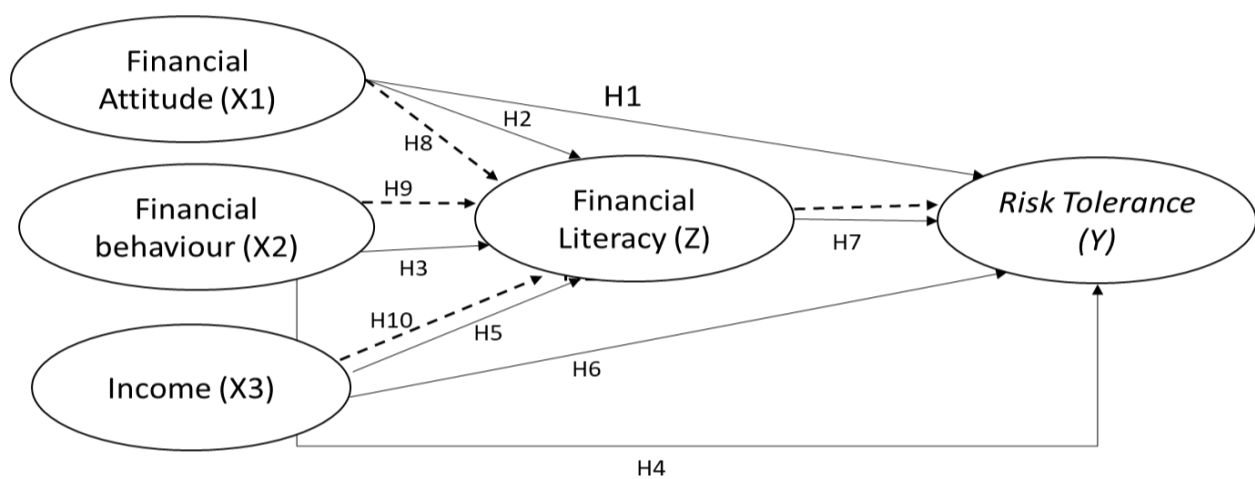 Financial
Attitude (X1)
H1
H2
H8
H9
Financial
behaviour (X2)
H3
Financial
Literacy (Z)
H7
Risk Tolerance
(Y)
H10
H5
Income (X3)
H6
H4